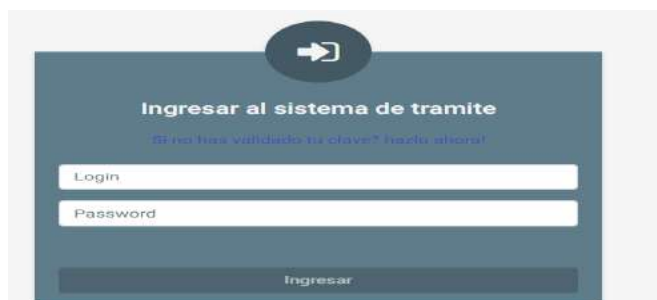 Ingresar al sistema de tramite
Si no has validado tu clave? hazlo ahora!
Login
Password
Ingresar